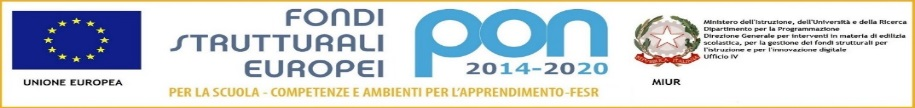 UNIONE EUROPEA
FONDI
STRUTTURALI
EUROPEI
pon
2014-2020
PER LA SCUOLA - COMPETENZE E AMBIENTI PER L'APPRENDIMENTO-FESR
MIUR
Ministero dell'Istruzione, dell'Università e della Ricerca
Dipartimento per la Programmazione
Direzione Generale per interventi in materia di edilizia
scolastica, per la gestione dei fondi strutturali per
l'istruzione e per l'innovazione digitale
Ufficio IV